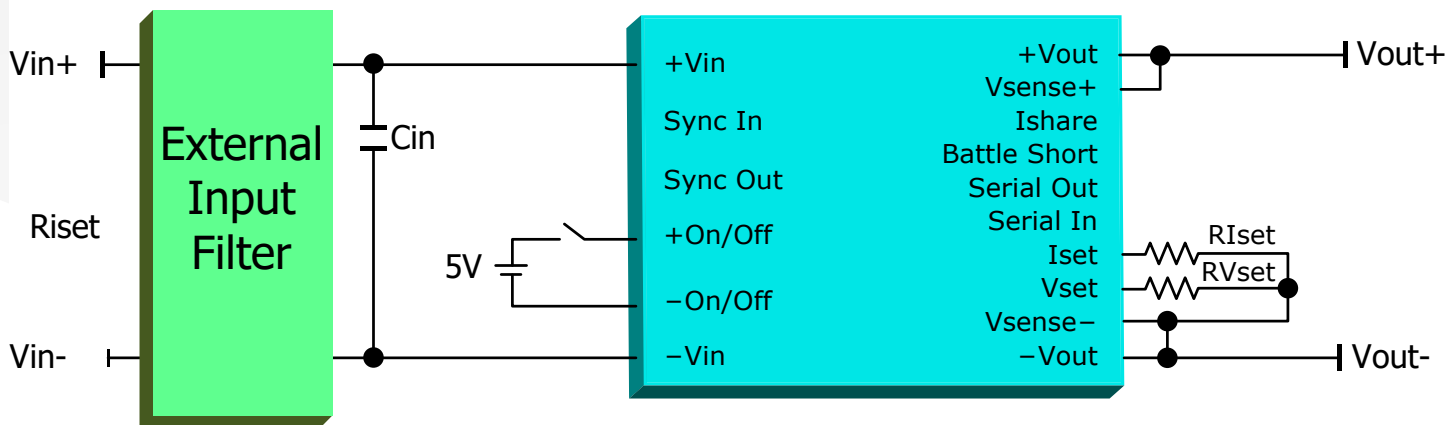 Vin+
Riset
Vin-
External
Input
Filter
Cin
5V
+Vin
Sync In
Sync Out
+On/Off
−On/Off
−Vin
+Vout
Vsense+
Ishare
Battle Short
Serial Out
Serial In
Iset
Vset
Vsense−
−Vout
RIset
RVset
Vout+
Vout-